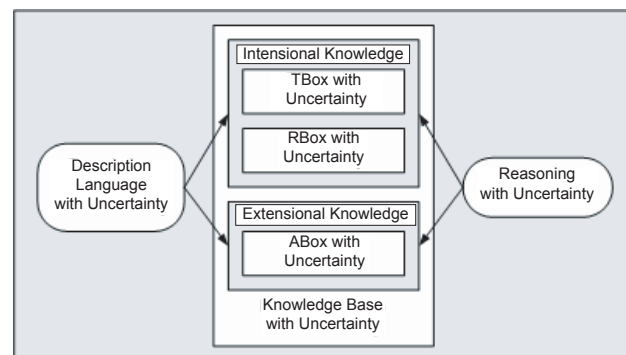 Intensional Knowledge
TBox with
Uncertainty
RBox with
Uncertainty
Description
Language
with Uncertainty
Reasoning
with Uncertainty
Extensional Knowledge
ABox with
Uncertainty
Knowledge Base
with Uncertainty